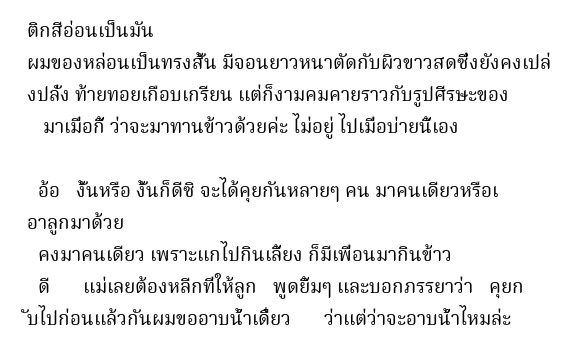 ติกสีอ่อนเป็นมัน
ผมของหล่อนเป็นทรงสั้น มีจอนยาวหนาตัดกับผิวขาวสดซึ่งยังคงเปล่
งปลั่ง ท้ายทอยเกือบเกรียน แต่ก็งามคมคายราวกับรูปศีรษะของ
มาเมื่อกี้ ว่าจะมาทานข้าวด้วยค่ะ ไม่อยู่ ไปเมื่อบ่ายนี้เอง
อ้อ งั้นหรือ งั้นก็ดีซิ จะได้คุยกันหลายๆ คน มาคนเดียวหรือเ
อาลูกมาด้วย
คงมาคนเดียว เพราะแกไปกินเลี้ยง ก็มีเพื่อนมากินข้าว
ดี แม่เลยต้องหลีกที่ให้ลูก พูดยิ้มๆ และบอกภรรยาว่า คุยก
ับไปก่อนแล้วกันผมขออาบน้ำเดี๋ยว ว่าแต่ว่าจะอาบน้ำไหมล่ะ